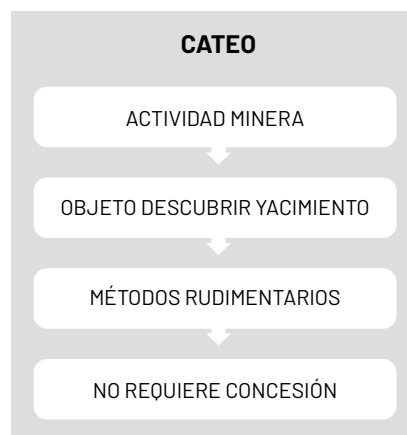 CATEO
ACTIVIDAD MINERA
OBJETO DESCUBRIR YACIMIENTO
MÉTODOS RUDIMENTARIOS
NO REQUIERE CONCESIÓN